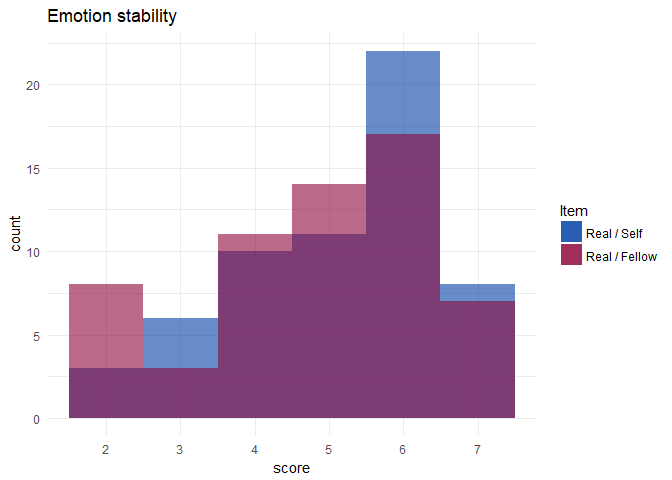 Emotion stability
20
15
10
5
0
count
2 3 4 5 6 7
score
Item
Real / Self
Real / Fellow